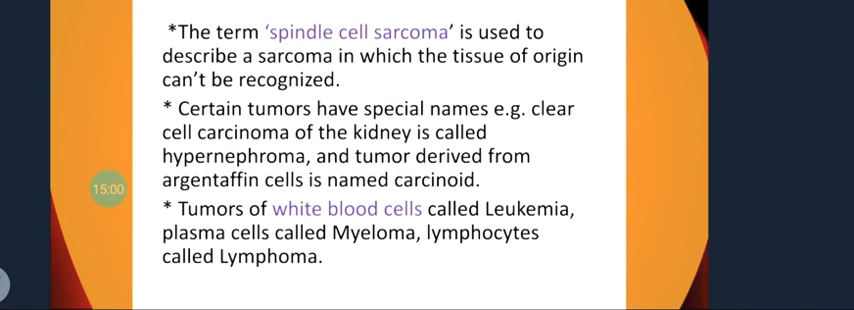 *The term ‘spindle cell sarcoma’ is used to
describe a sarcoma in which the tissue of origin
can’t be recognized.
* Certain tumors have special names e.g. clear
cell carcinoma of the kidney is called
hypernephroma, and tumor derived from
argentaffin cells is named carcinoid.
15:00
* Tumors of white blood cells called Leukemia,
plasma cells called Myeloma, lymphocytes
called Lymphoma.